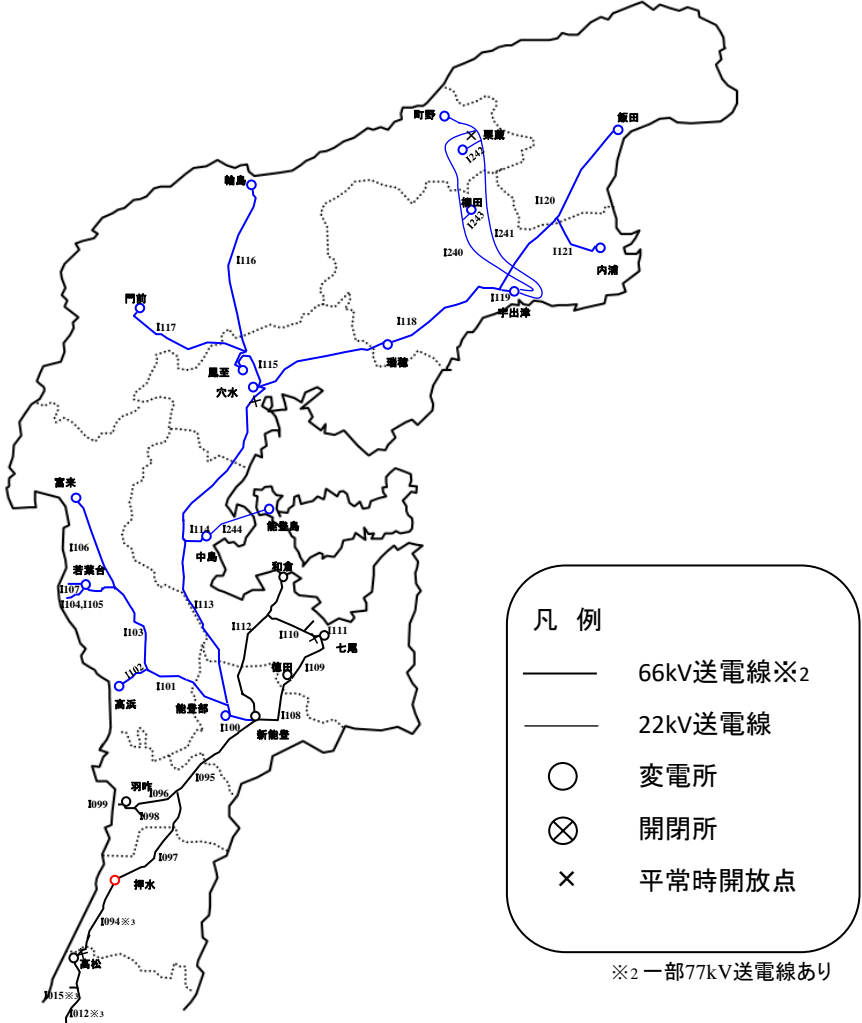 町野
飯田
栗蔵
I242
輪島
柳田
I243
I120
I241
I240
I121
内浦
I116
門前
I119
宇出津
I117
I118
I115
瑞穂
鳳至
穴水
富来
I114
I244
能登島
I106
中島
若葉台
和倉
I107
I104,I105
I113
I103
I112
I110
I111
七尾
I102
徳田
I109
I101
高浜
能登部
I100
I108
新能登
I095
羽咋
I096
I099
I098
I097
押水
I094※3
高松
I015※3
I012※3
凡 例
66kV送電線※2
22kV送電線
変電所
開閉所
平常時開放点
※2 一部77kV送電線あり